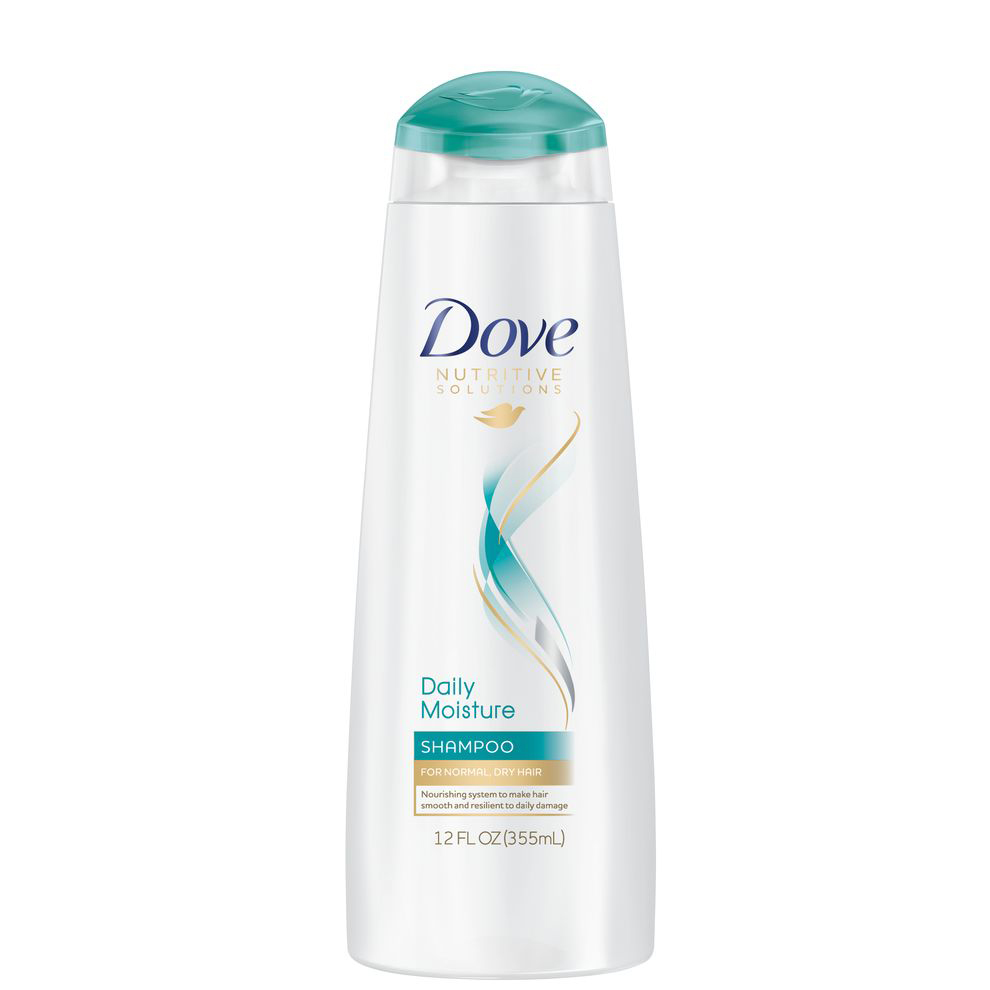 Dove
NUTRITIVE
SOLUTIONS
Daily
Moisture
SHAMPOO
FOR NORMAL, DRY HAIR
Nourishing system to make hair
smooth and resilient to daily damage
12 FL OZ (355mL)